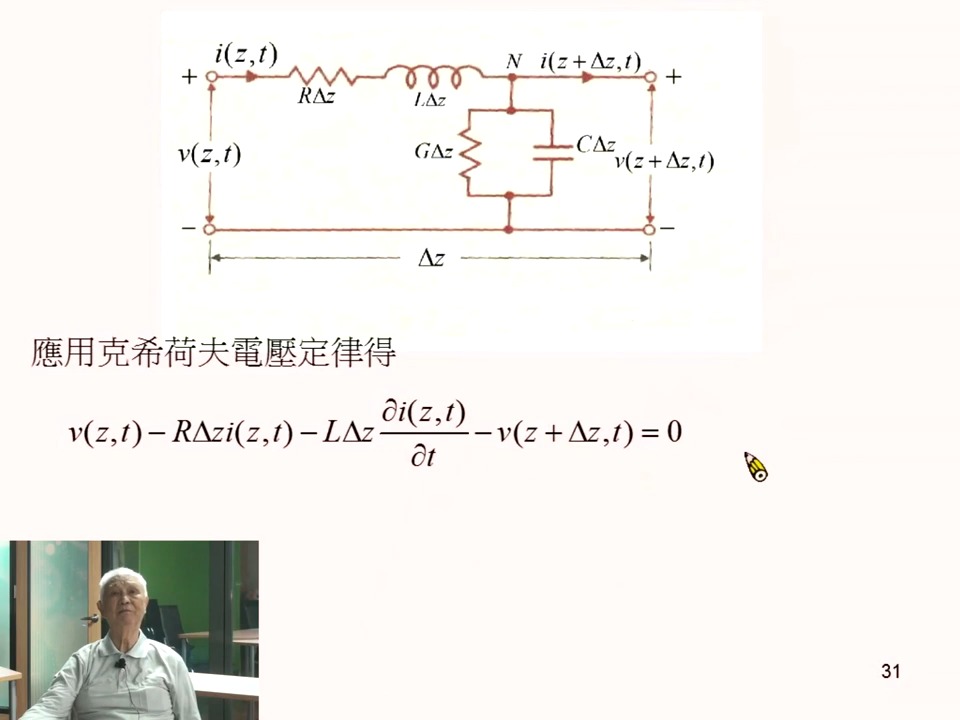 i(z,t)
N i(z + Δz,t)
+ +
RΔz LΔz
v(z,t) GΔz CΔz v(z + Δz,t)
− −
Δz
應用克希荷夫電壓定律得
v(z,t) − RΔzi(z,t) − LΔz ∂i(z,t)/∂t − v(z + Δz,t) = 0
31